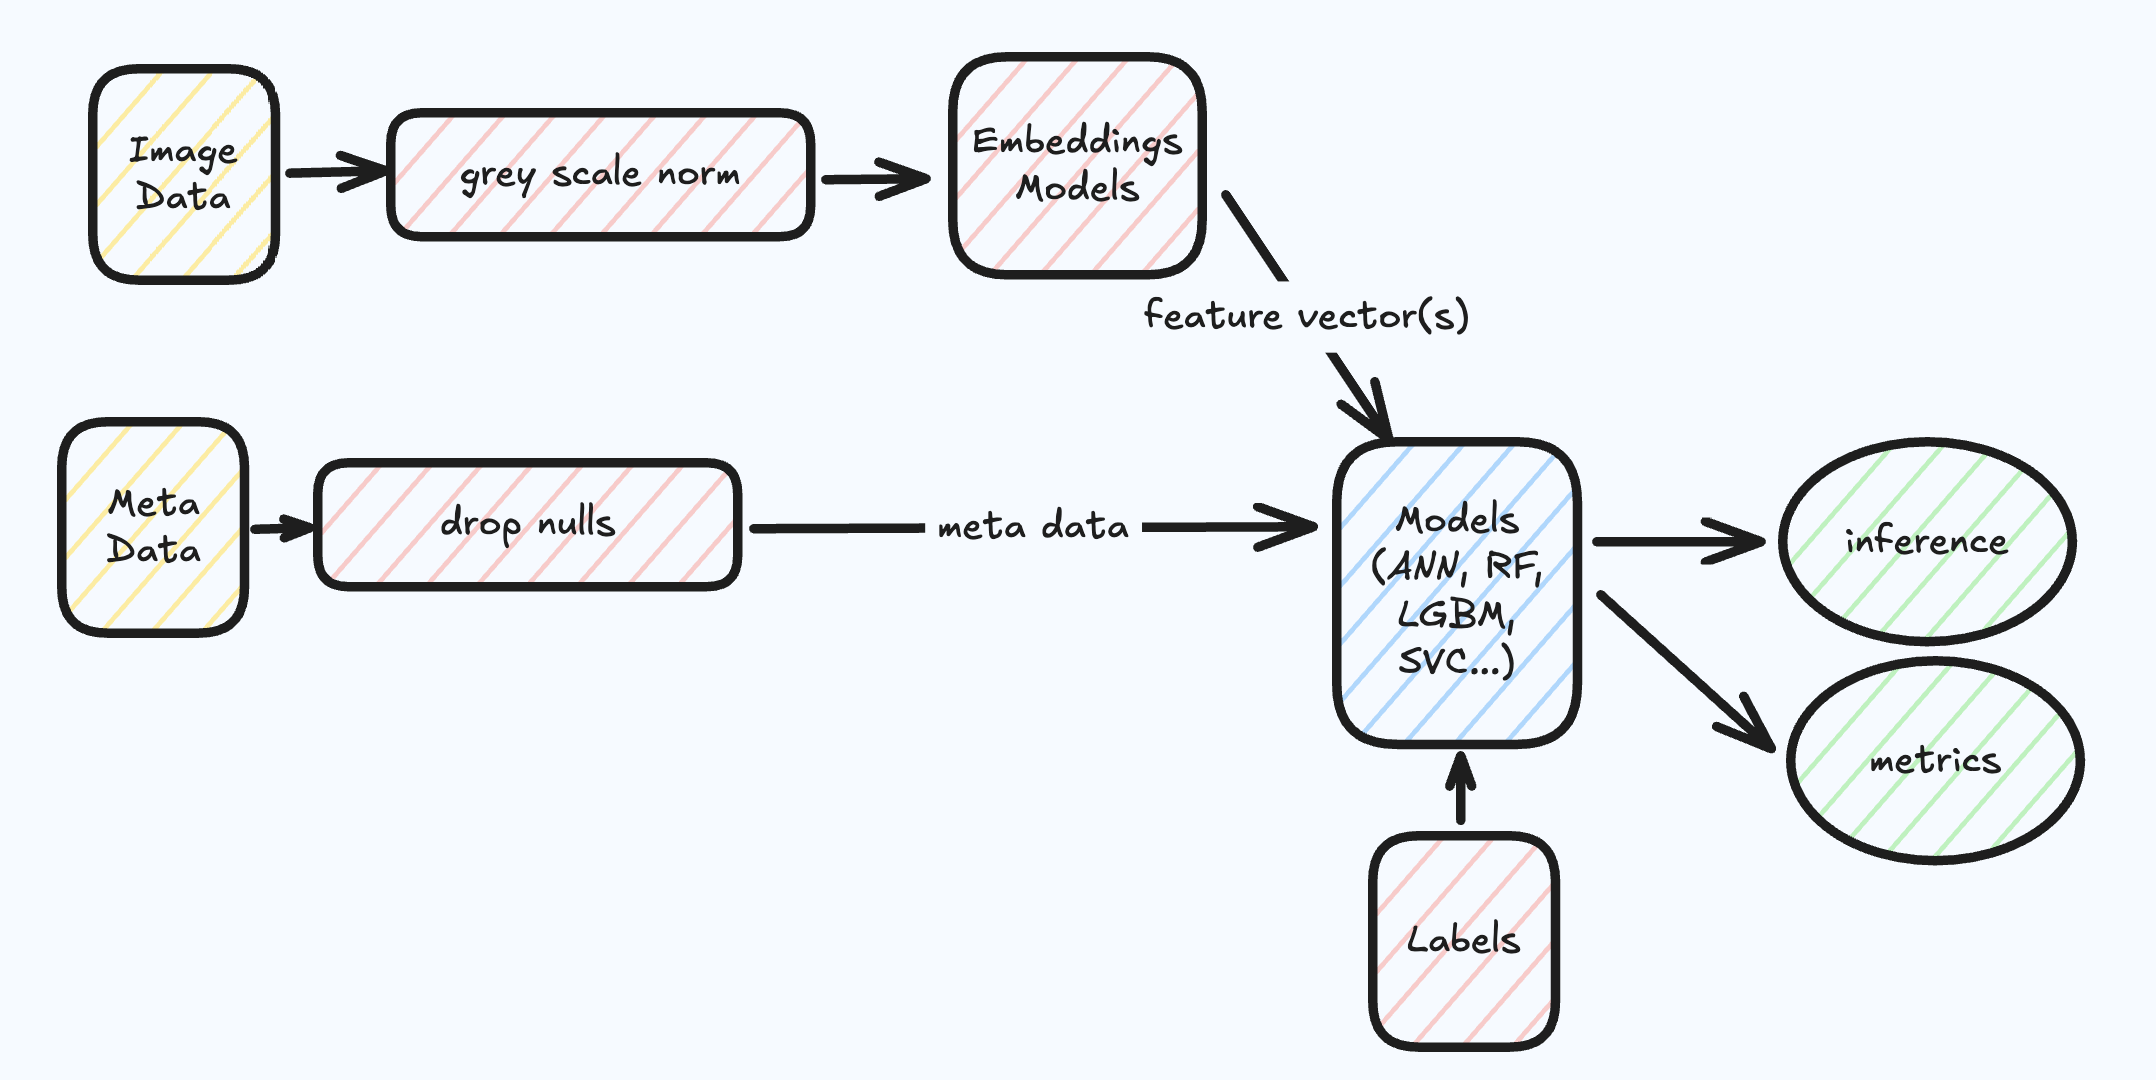 Image
Data
grey scale norm
Embeddings
Models
feature vector(s)
Meta
Data
drop nulls
meta data
Models
(ANN, RF,
LGBM,
SVC...)
inference
metrics
Labels